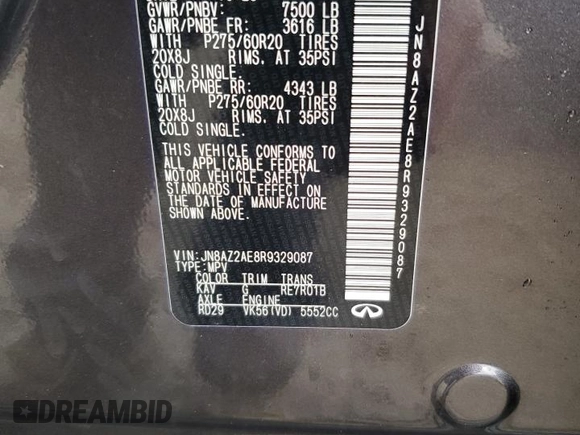 GVWR/PNBV: 7500 LB
GAWR/PNBE FR: 3616 LB
WITH P275/60R20 TIRES
20X8J RIMS. AT 35PSI
COLD SINGLE.
GAWR/PNBE RR: 4343 LB
WITH P275/60R20 TIRES
20X8J RIMS. AT 35PSI
COLD SINGLE.
THIS VEHICLE CONFORMS TO
ALL APPLICABLE FEDERAL
MOTOR VEHICLE SAFETY
STANDARDS IN EFFECT ON
THE DATE OF MANUFACTURE
SHOWN ABOVE.
VIN:JN8AZ2AE8R9329087
TYPE:MPV
COLOR TRIM TRANS
KAV G RE7R01B
AXLE ENGINE
RD29 VK56(VD) 5552CC
JN8AZ2AE8R9329087
DREAMBID